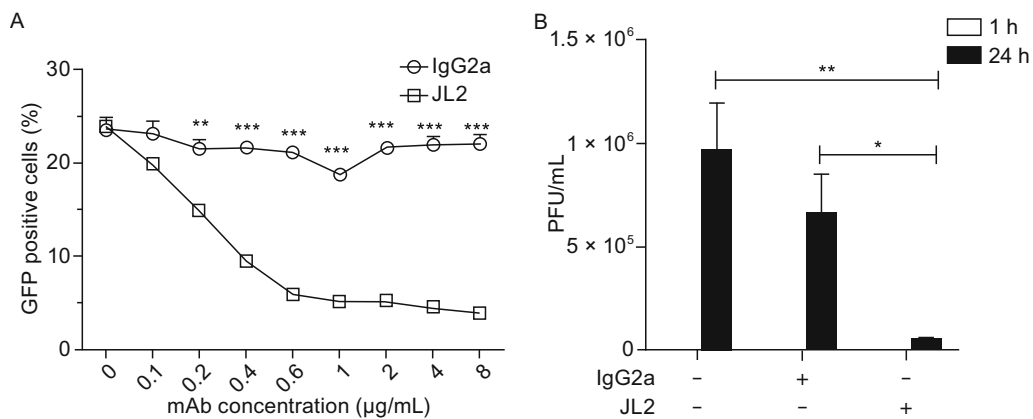 A
30
20
10
0
GFP positive cells (%)
IgG2a
JL2
** *** *** *** *** *** ***
0 0.1 0.2 0.4 0.6 1 2 4 8
mAb concentration (µg/mL)
B
1 h
24 h
1.5 × 10⁶
1 × 10⁶
5 × 10⁵
0
PFU/mL
**
*
IgG2a – + –
JL2 – – +